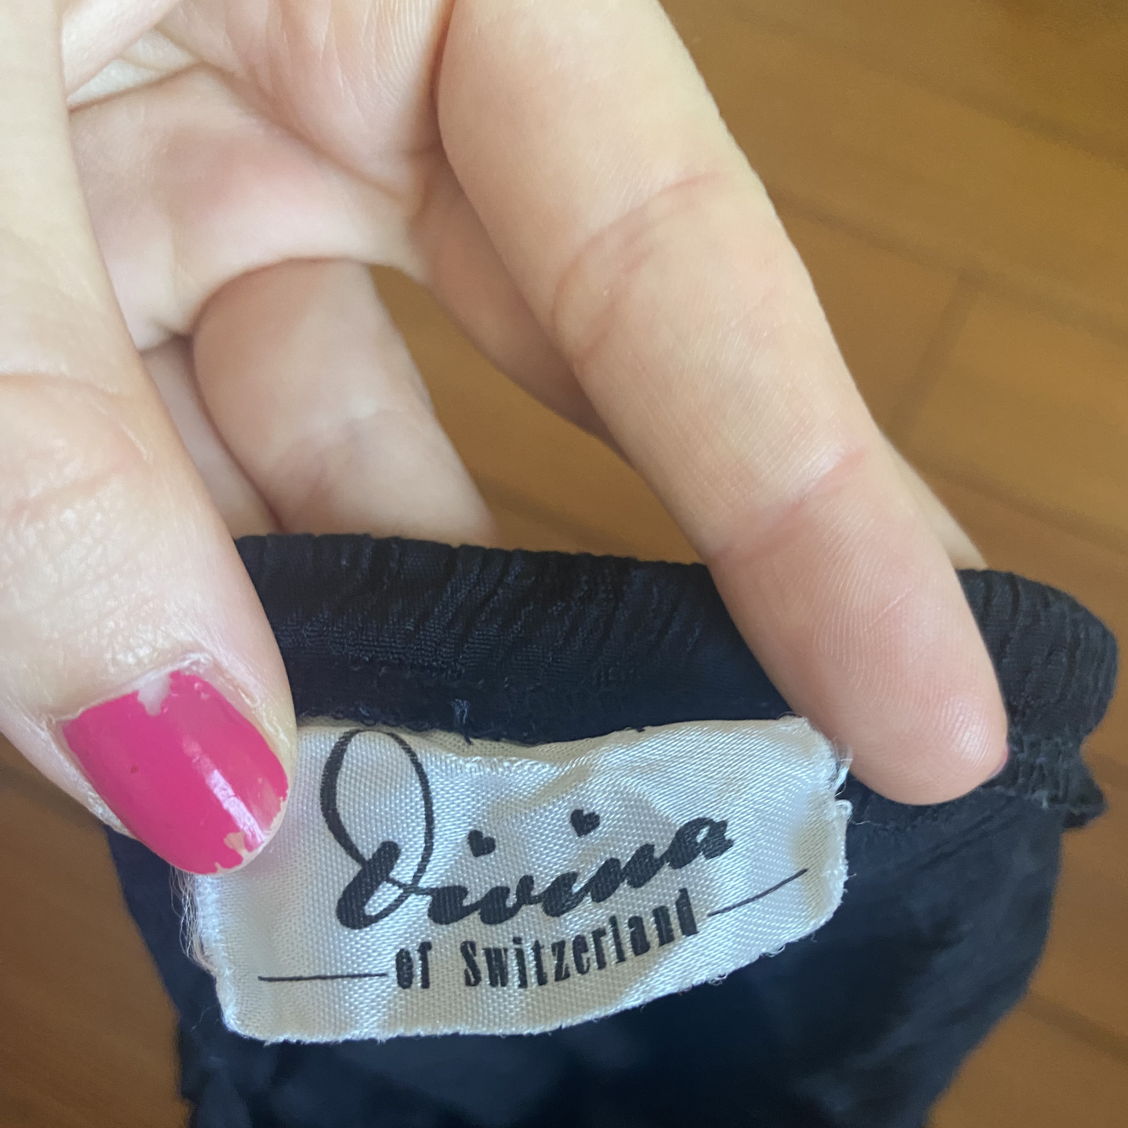 Divina
of Switzerland